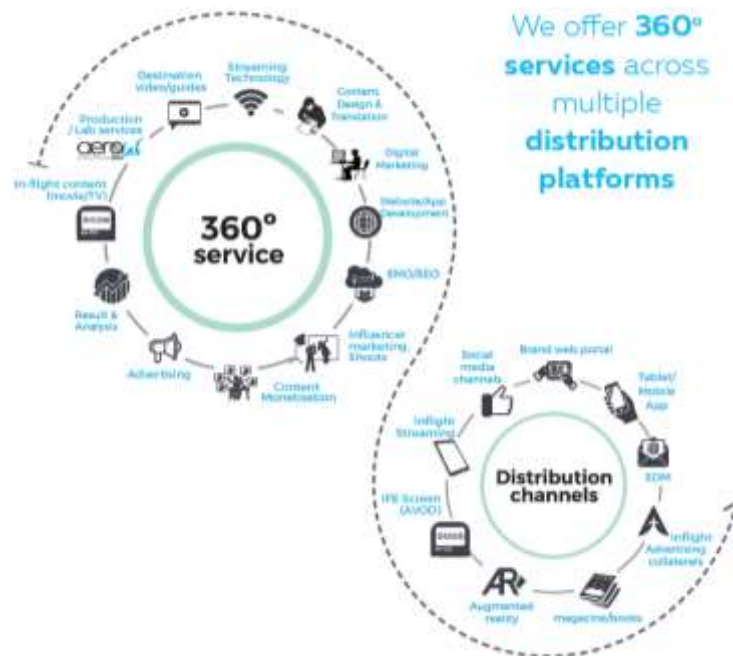 We offer 360°
services across
multiple
distribution
platforms
Streaming
Technology
Destination
video/guides
Content
Design &
Translation
Production
/ Lab services
aero
lab
Digital
Marketing
In-flight content
(movie/TV)
Website/App
Development
360°
service
Result &
Analysis
Influencer
marketing,
Shoots
Advertising
Content
Monetisation
Brand web portal
Social
media
channels
Tablet/
Mobile
App
Inflight
Streaming
EDM
Distribution
channels
IFE Screen
(AVOD)
Inflight
Advertising
collaterals
AR
Augmented
reality
magazine/books